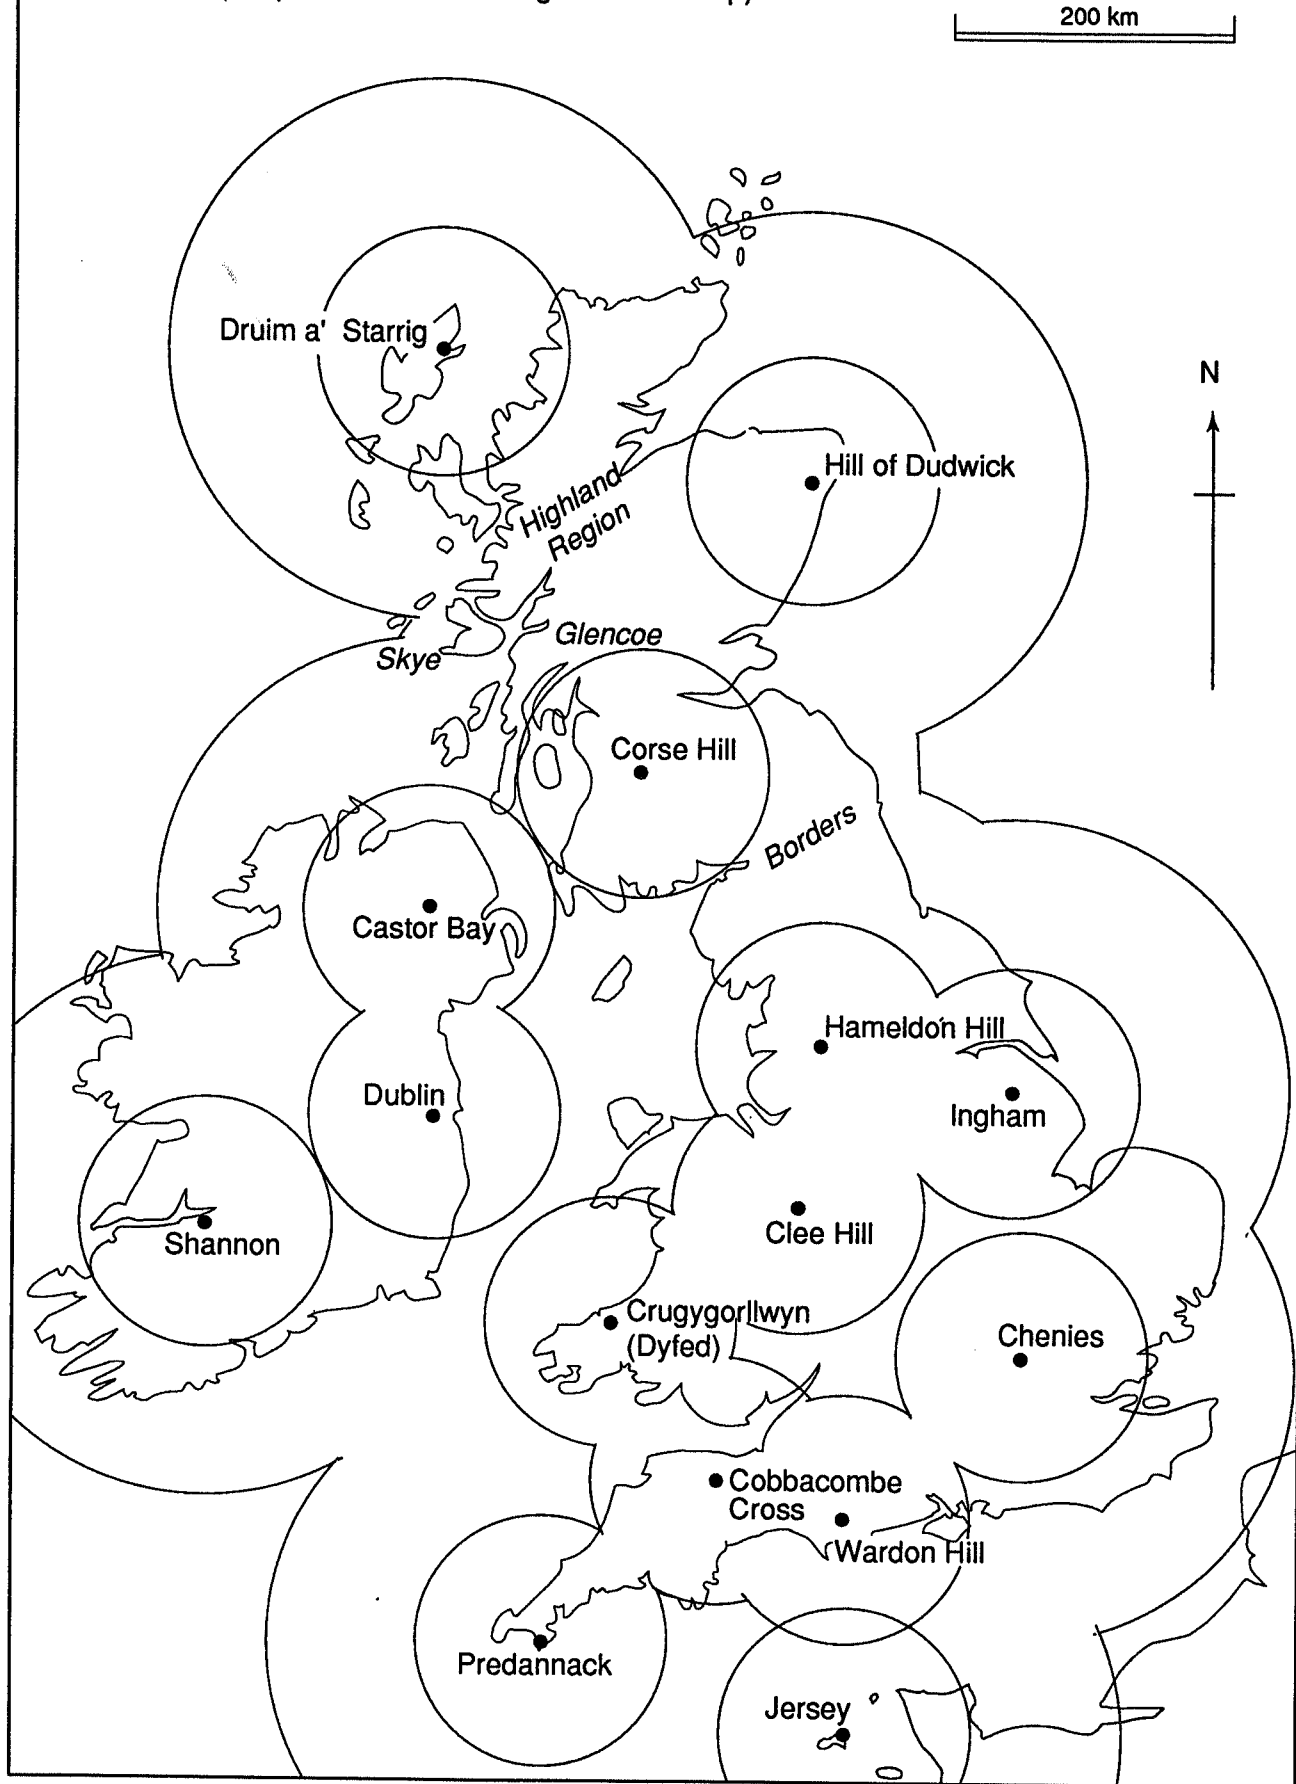 200 km
Druim a' Starrig
N
Hill of Dudwick
Highland
Region
Glencoe
Skye
Corse Hill
Borders
Castor Bay
Hameldon Hill
Dublin
Ingham
Clee Hill
Shannon
Crugygorllwyn
(Dyfed)
Chenies
Cobbacombe
Cross
Wardon Hill
Predannack
Jersey